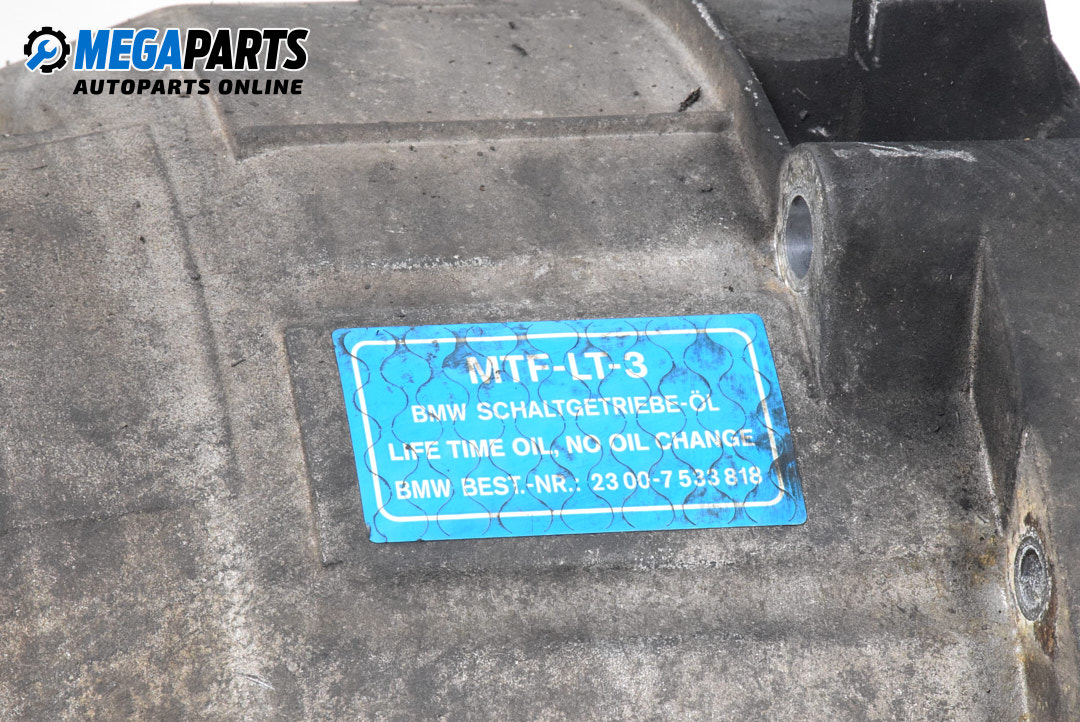 MEGAPARTS
AUTOPARTS ONLINE
MTF-LT-3
BMW SCHALTGETRIEBE-ÖL
LIFE TIME OIL, NO OIL CHANGE
BMW BEST.-NR.: 23 00-7 533 818